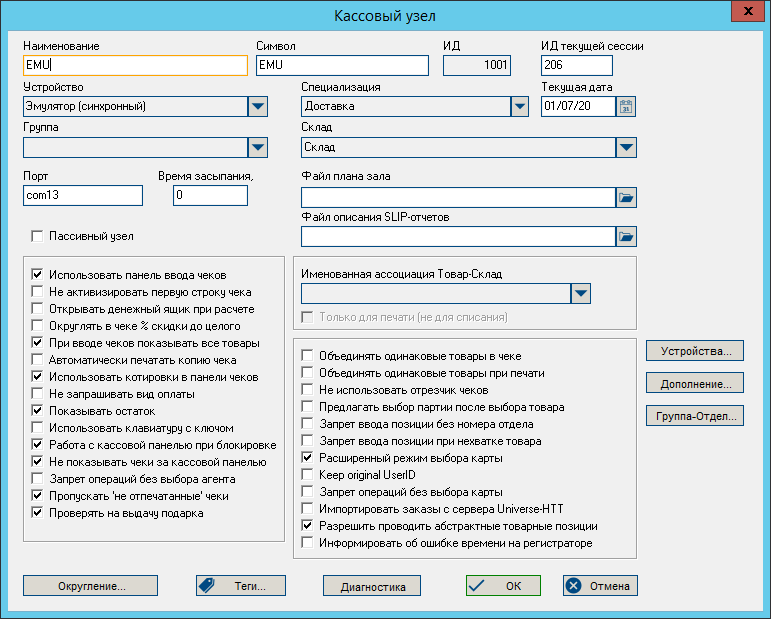 Кассовый узел
Наименование Символ ИД ИД текущей сессии
EMU EMU 1001 206
Устройство Специализация Текущая дата
Эмулятор (синхронный) Доставка 01/07/20
Группа Склад
Склад
Порт Время засыпания, Файл плана зала
com13 0
Файл описания SLIP-отчетов
Пассивный узел
Использовать панель ввода чеков
Не активизировать первую строку чека
Открывать денежный ящик при расчете
Округлять в чеке % скидки до целого
При вводе чеков показывать все товары
Автоматически печатать копию чека
Использовать котировки в панели чеков
Не запрашивать вид оплаты
Показывать остаток
Использовать клавиатуру с ключом
Работа с кассовой панелью при блокировке
Не показывать чеки за кассовой панелью
Запрет операций без выбора агента
Пропускать 'не отпечатанные' чеки
Проверять на выдачу подарка
Именованная ассоциация Товар-Склад
Только для печати (не для списания)
Объединять одинаковые товары в чеке
Объединять одинаковые товары при печати
Не использовать отрезчик чеков
Предлагать выбор партии после выбора товара
Запрет ввода позиции без номера отдела
Запрет ввода позиции при нехватке товара
Расширенный режим выбора карты
Keep original UserID
Запрет операций без выбора карты
Импортировать заказы с сервера Universe-HTT
Разрешить проводить абстрактные товарные позиции
Информировать об ошибке времени на регистраторе
Устройства...
Дополнение...
Группа-Отдел...
Округление... Теги... Диагностика ОК Отмена